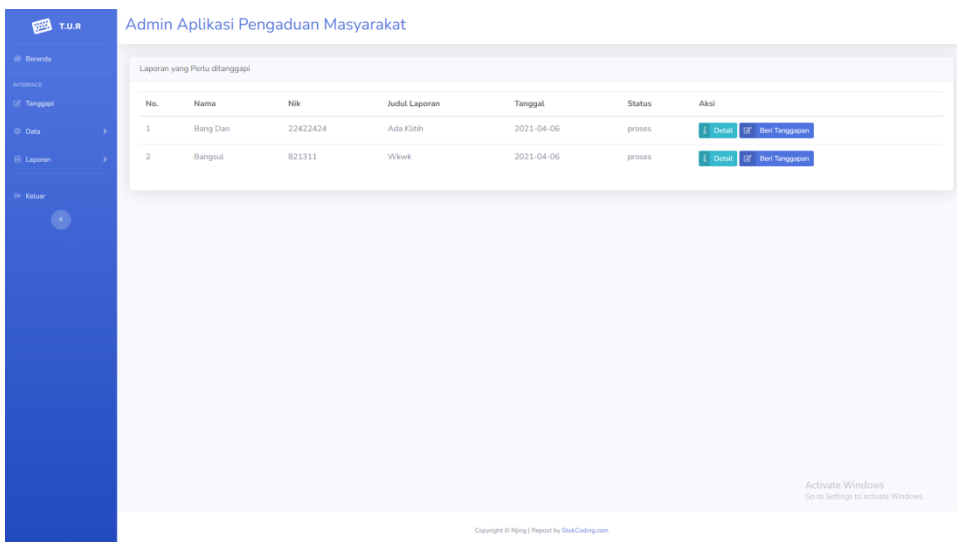 T.U.R
Admin Aplikasi Pengaduan Masyarakat
Beranda
INTERFACE
Tanggapi
Data
Laporan
Keluar
Laporan yang Perlu ditanggapi
No. Nama Nik Judul Laporan Tanggal Status Aksi
1 Bang Dan 22422424 Ada Klitih 2021-04-06 proses Detail Beri Tanggapan
2 Bangsul 821311 Wkwk 2021-04-06 proses Detail Beri Tanggapan
Activate Windows
Go to Settings to activate Windows.
Copyright © Njing | Repost by StokCoding.com